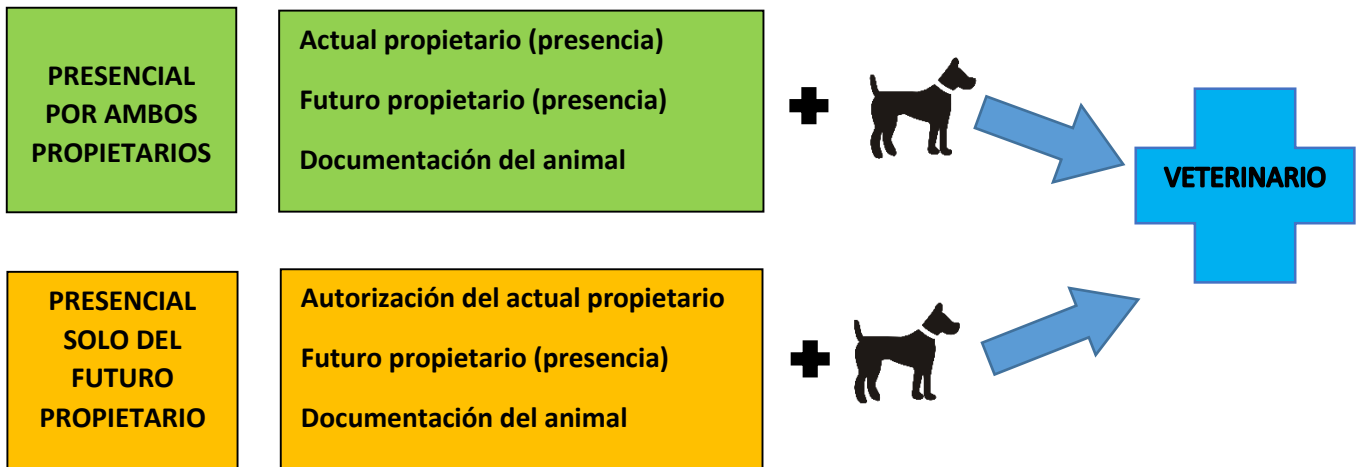 PRESENCIAL
POR AMBOS
PROPIETARIOS
Actual propietario (presencia)
Futuro propietario (presencia)
Documentación del animal
VETERINARIO
PRESENCIAL
SOLO DEL
FUTURO
PROPIETARIO
Autorización del actual propietario
Futuro propietario (presencia)
Documentación del animal